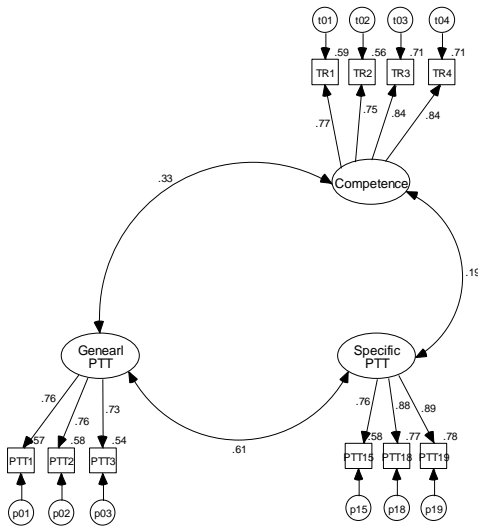 t01 t02 t03 t04
.59 .56 .71 .71
TR1 TR2 TR3 TR4
.77 .75 .84 .84
.33
Competence
.19
Genearl
PTT
Specific
PTT
.76 .76 .73
.76 .88 .89
.61
.57 .58 .54
.58 .77 .78
PTT1 PTT2 PTT3
PTT15 PTT18 PTT19
p01 p02 p03
p15 p18 p19